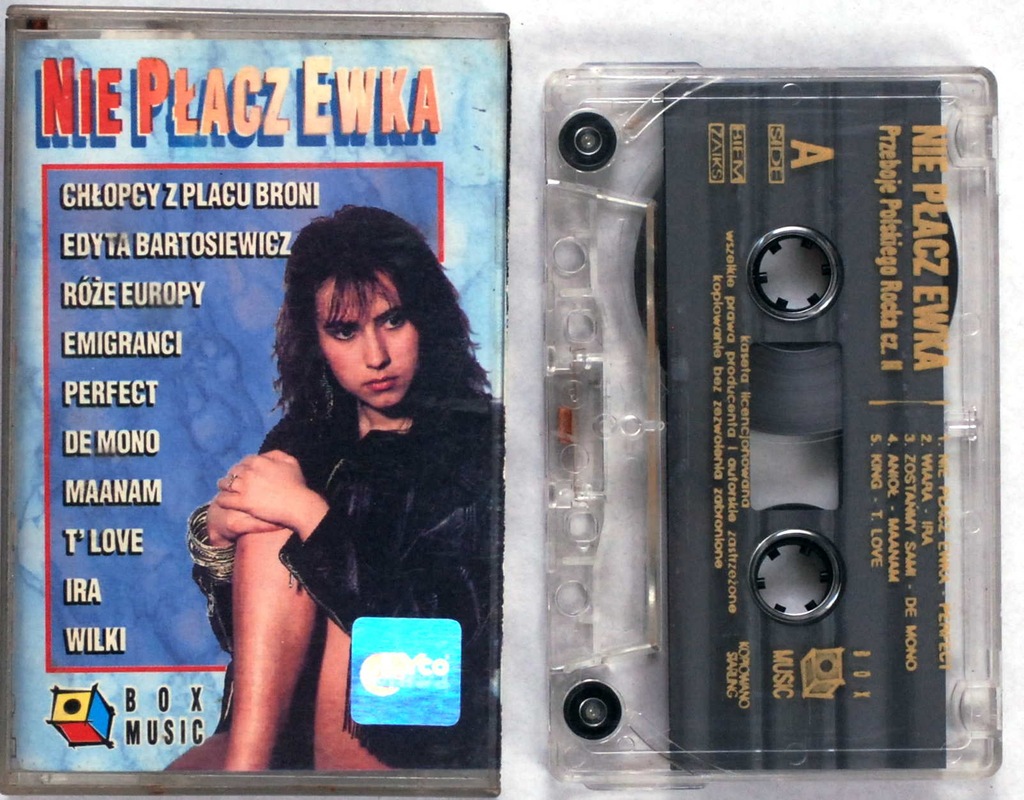 NIE PŁACZ EWKA
CHŁOPCY Z PLACU BRONI
EDYTA BARTOSIEWICZ
RÓŻE EUROPY
EMIGRANCI
PERFECT
DE MONO
MAANAM
T'LOVE
IRA
WILKI
BOX
MUSIC
NIE PŁACZ EWKA
Przeboje Polskiego Rocka cz. II
1. NIE PŁACZ EWKA - PERFECT
2. WIARA - IRA
3. ZOSTAŃMY SAMI - DE MONO
4. ANIOŁ - MAANAM
5. KING - T. LOVE
A
SIDE
BIEM
ZAIKS
kaseta licencjonowana
wszelkie prawa producenta i autorskie zastrzeżone
kopiowanie bez zezwolenia zabronione
BOX
MUSIC
KOPIOWANO